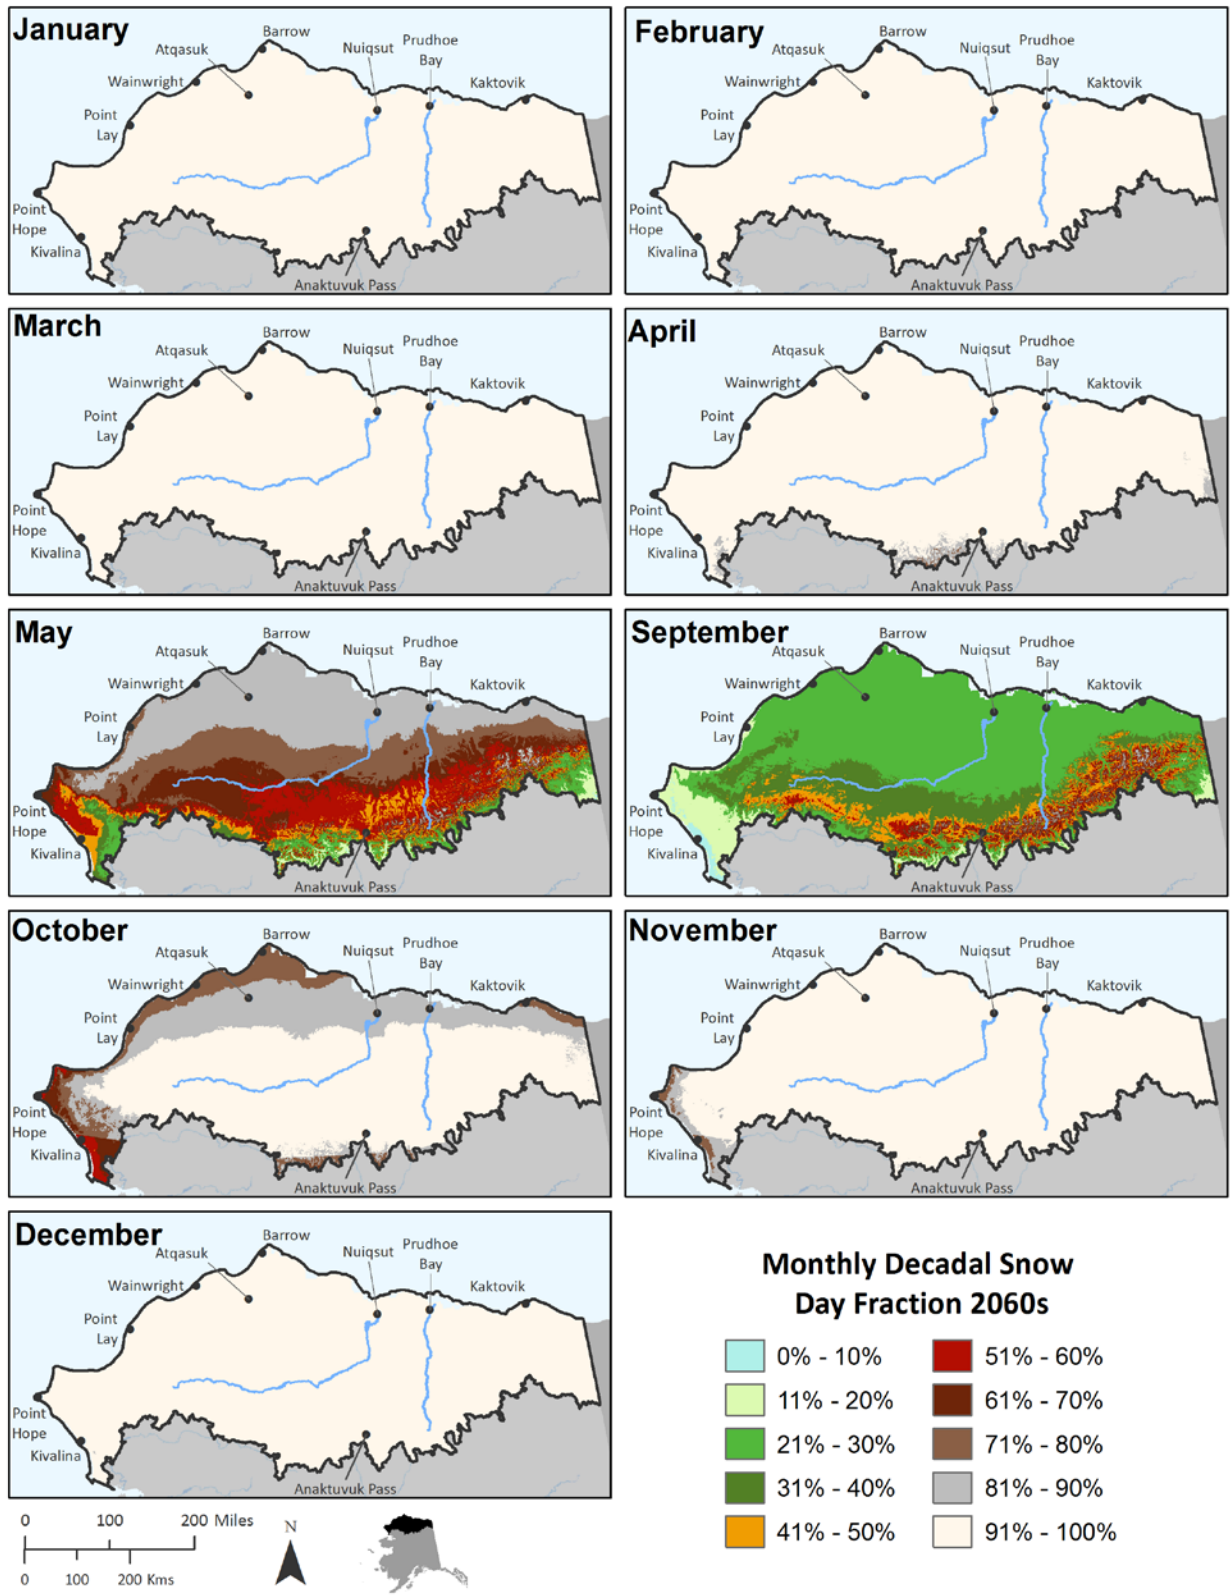 January
Barrow
Atqasuk
Nuiqsut
Prudhoe
Bay
Wainwright
Kaktovik
Point
Lay
Point
Hope
Kivalina
Anaktuvuk Pass
February
Barrow
Atqasuk
Nuiqsut
Prudhoe
Bay
Wainwright
Kaktovik
Point
Lay
Point
Hope
Kivalina
Anaktuvuk Pass
March
Barrow
Atqasuk
Nuiqsut
Prudhoe
Bay
Wainwright
Kaktovik
Point
Lay
Point
Hope
Kivalina
Anaktuvuk Pass
April
Barrow
Atqasuk
Nuiqsut
Prudhoe
Bay
Wainwright
Kaktovik
Point
Lay
Point
Hope
Kivalina
Anaktuvuk Pass
May
Barrow
Atqasuk
Nuiqsut
Prudhoe
Bay
Wainwright
Kaktovik
Point
Lay
Point
Hope
Kivalina
Anaktuvuk Pass
September
Barrow
Atqasuk
Nuiqsut
Prudhoe
Bay
Wainwright
Kaktovik
Point
Lay
Point
Hope
Kivalina
Anaktuvuk Pass
October
Barrow
Atqasuk
Nuiqsut
Prudhoe
Bay
Wainwright
Kaktovik
Point
Lay
Point
Hope
Kivalina
Anaktuvuk Pass
November
Barrow
Atqasuk
Nuiqsut
Prudhoe
Bay
Wainwright
Kaktovik
Point
Lay
Point
Hope
Kivalina
Anaktuvuk Pass
December
Barrow
Atqasuk
Nuiqsut
Prudhoe
Bay
Wainwright
Kaktovik
Point
Lay
Point
Hope
Kivalina
Anaktuvuk Pass
Monthly Decadal Snow
Day Fraction 2060s
0% - 10%
11% - 20%
21% - 30%
31% - 40%
41% - 50%
51% - 60%
61% - 70%
71% - 80%
81% - 90%
91% - 100%
0 100 200 Miles
0 100 200 Kms
N